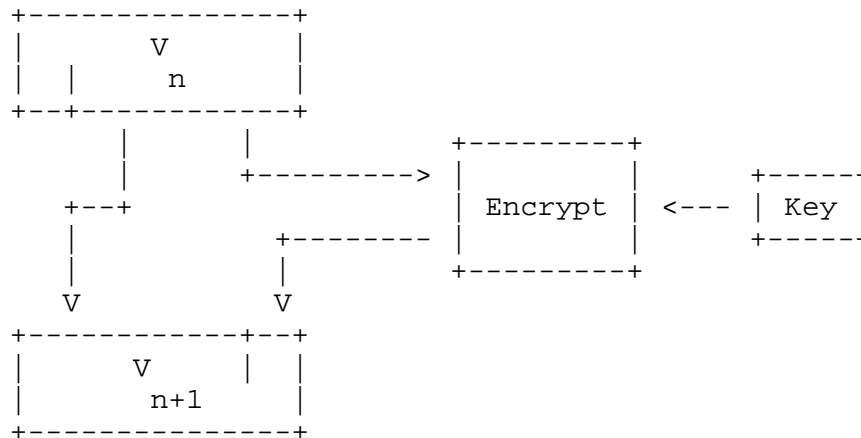 +----------------+
|       V        |
|  |     n       |
+--+-------------+
      |      |           +---------+
      |      +---------> |         |      +------
   +--+                  | Encrypt | <--- | Key
   |           +-------- |         |      +------
   |           |         +---------+
   V           V
+-------------+--+
|      V      |  |
|       n+1      |
+----------------+